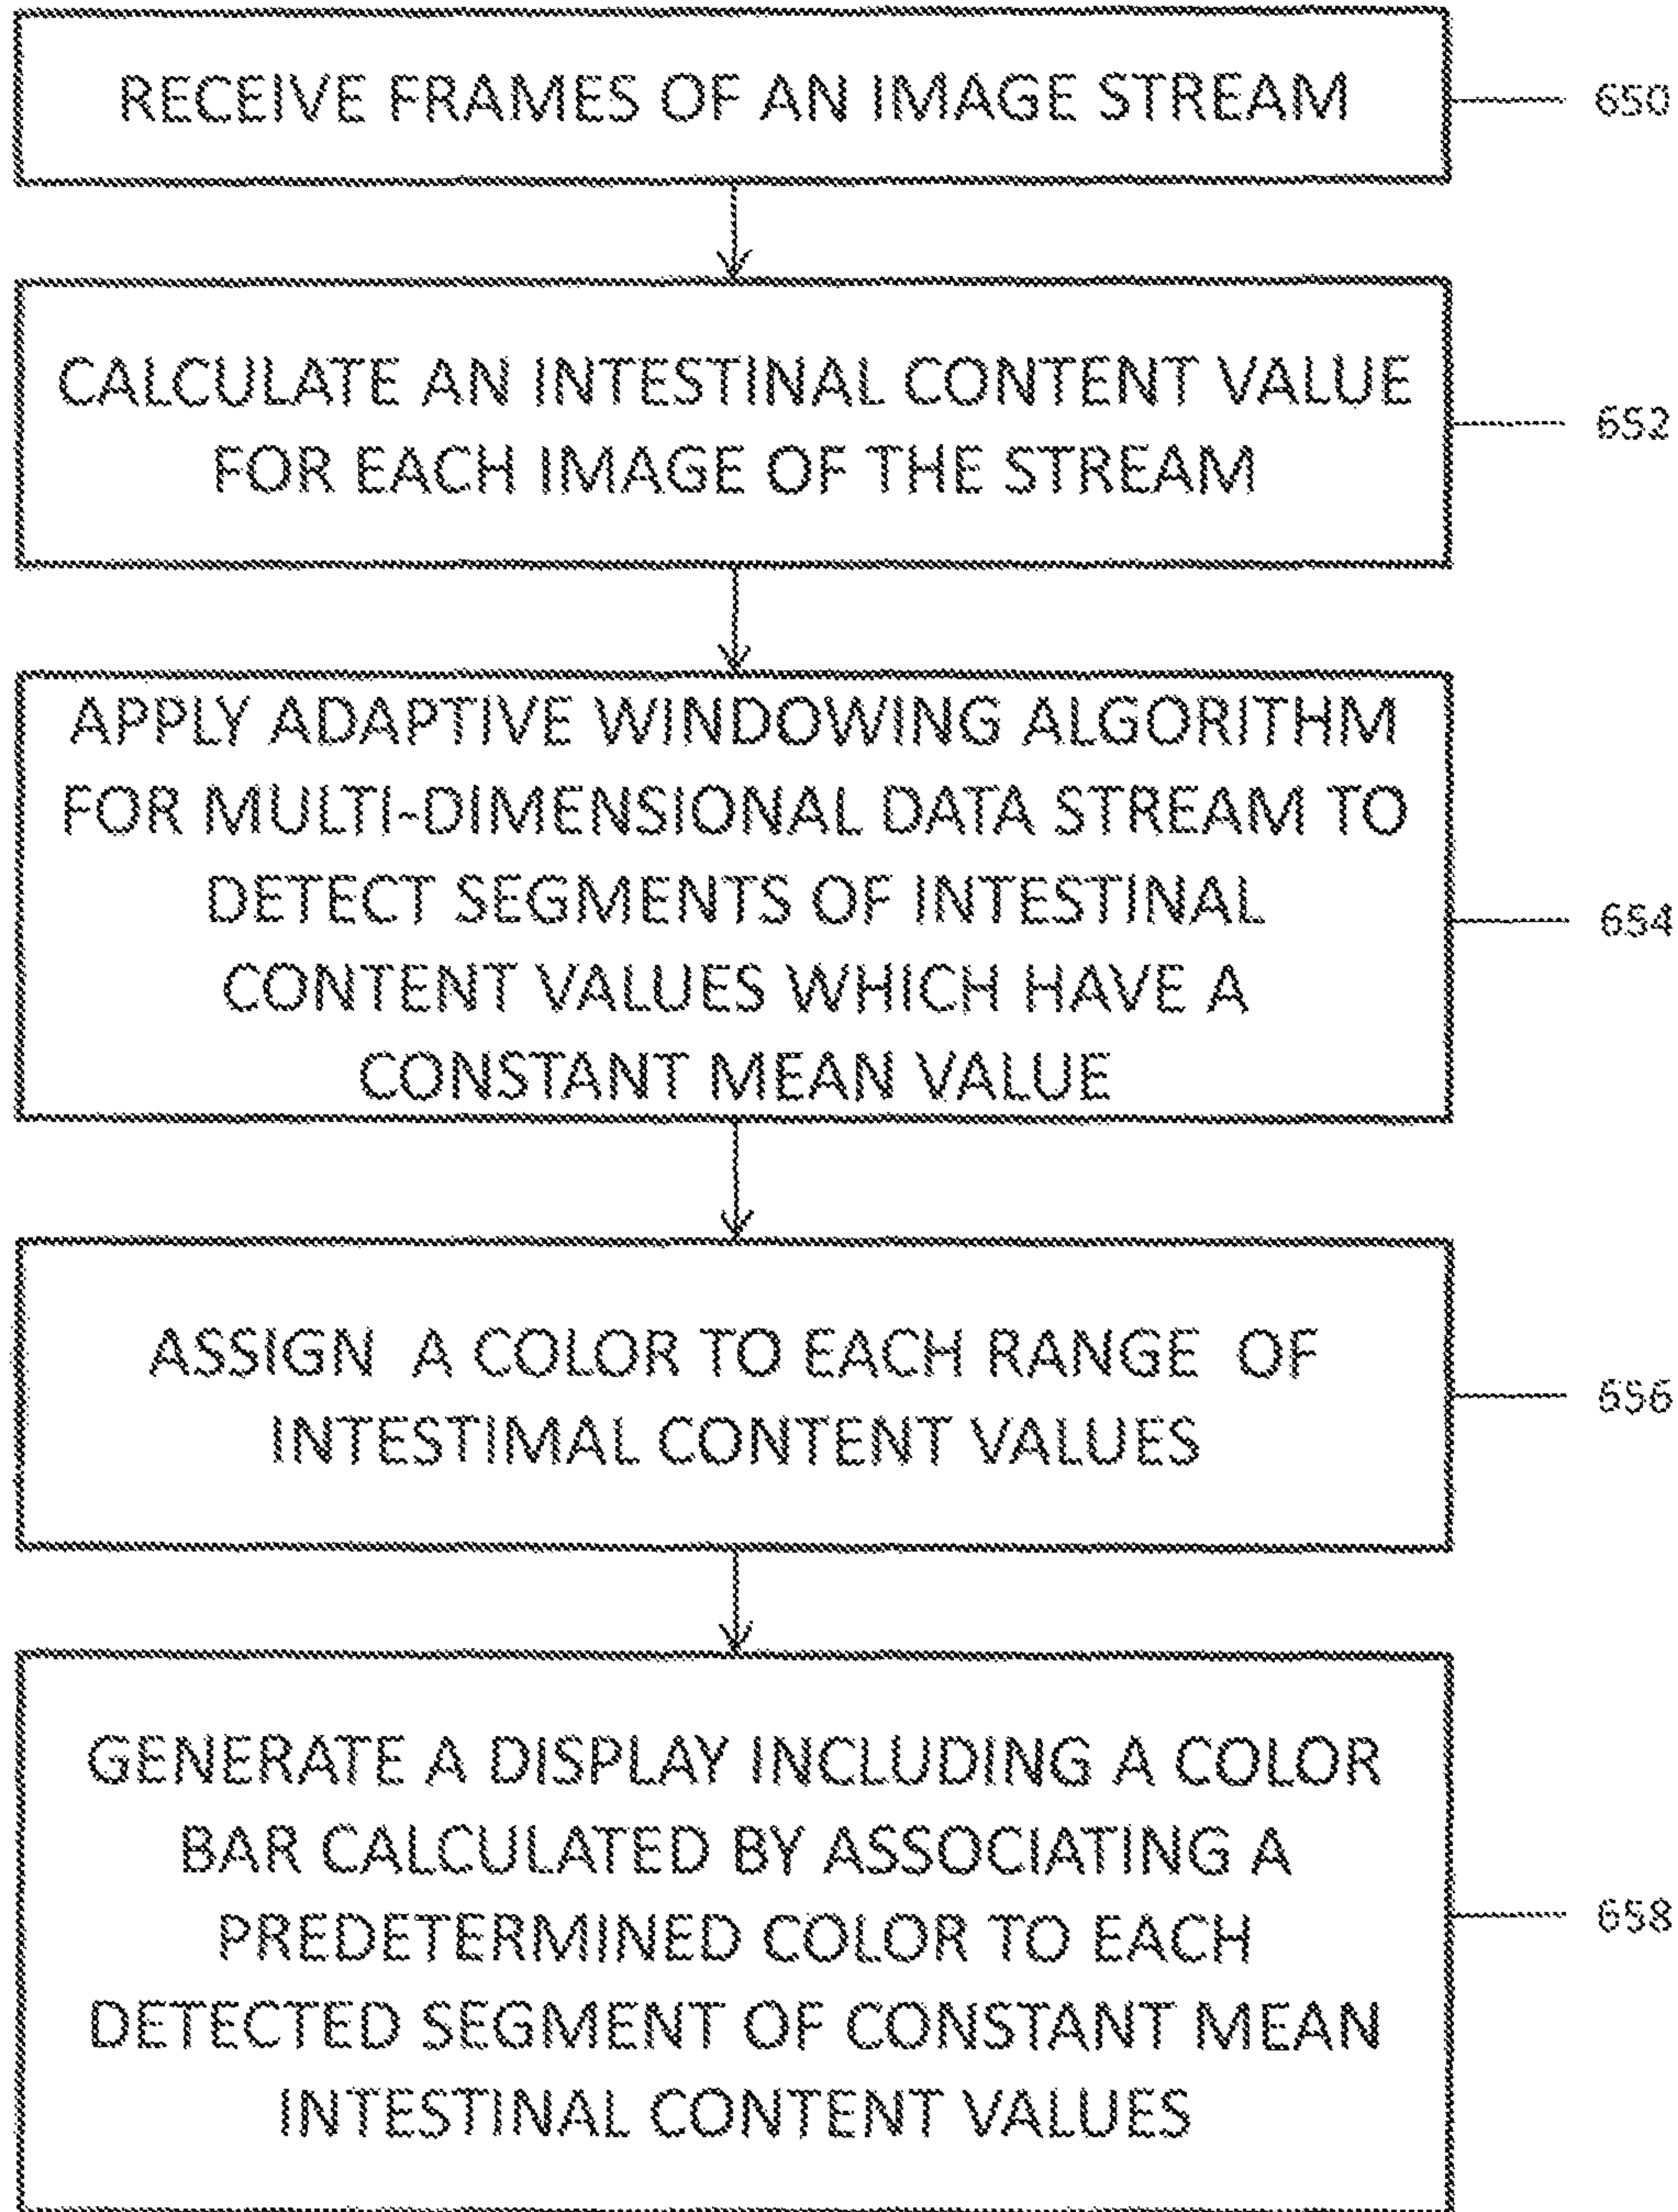 RECEIVE FRAMES OF AN IMAGE STREAM
650
CALCULATE AN INTESTINAL CONTENT VALUE
FOR EACH IMAGE OF THE STREAM
652
APPLY ADAPTIVE WINDOWING ALGORITHM
FOR MULTI-DIMENSIONAL DATA STREAM TO
DETECT SEGMENTS OF INTESTINAL
CONTENT VALUES WHICH HAVE A
CONSTANT MEAN VALUE
654
ASSIGN A COLOR TO EACH RANGE OF
INTESTIMAL CONTENT VALUES
656
GENERATE A DISPLAY INCLUDING A COLOR
BAR CALCULATED BY ASSOCIATING A
PREDETERMINED COLOR TO EACH
DETECTED SEGMENT OF CONSTANT MEAN
INTESTINAL CONTENT VALUES
658